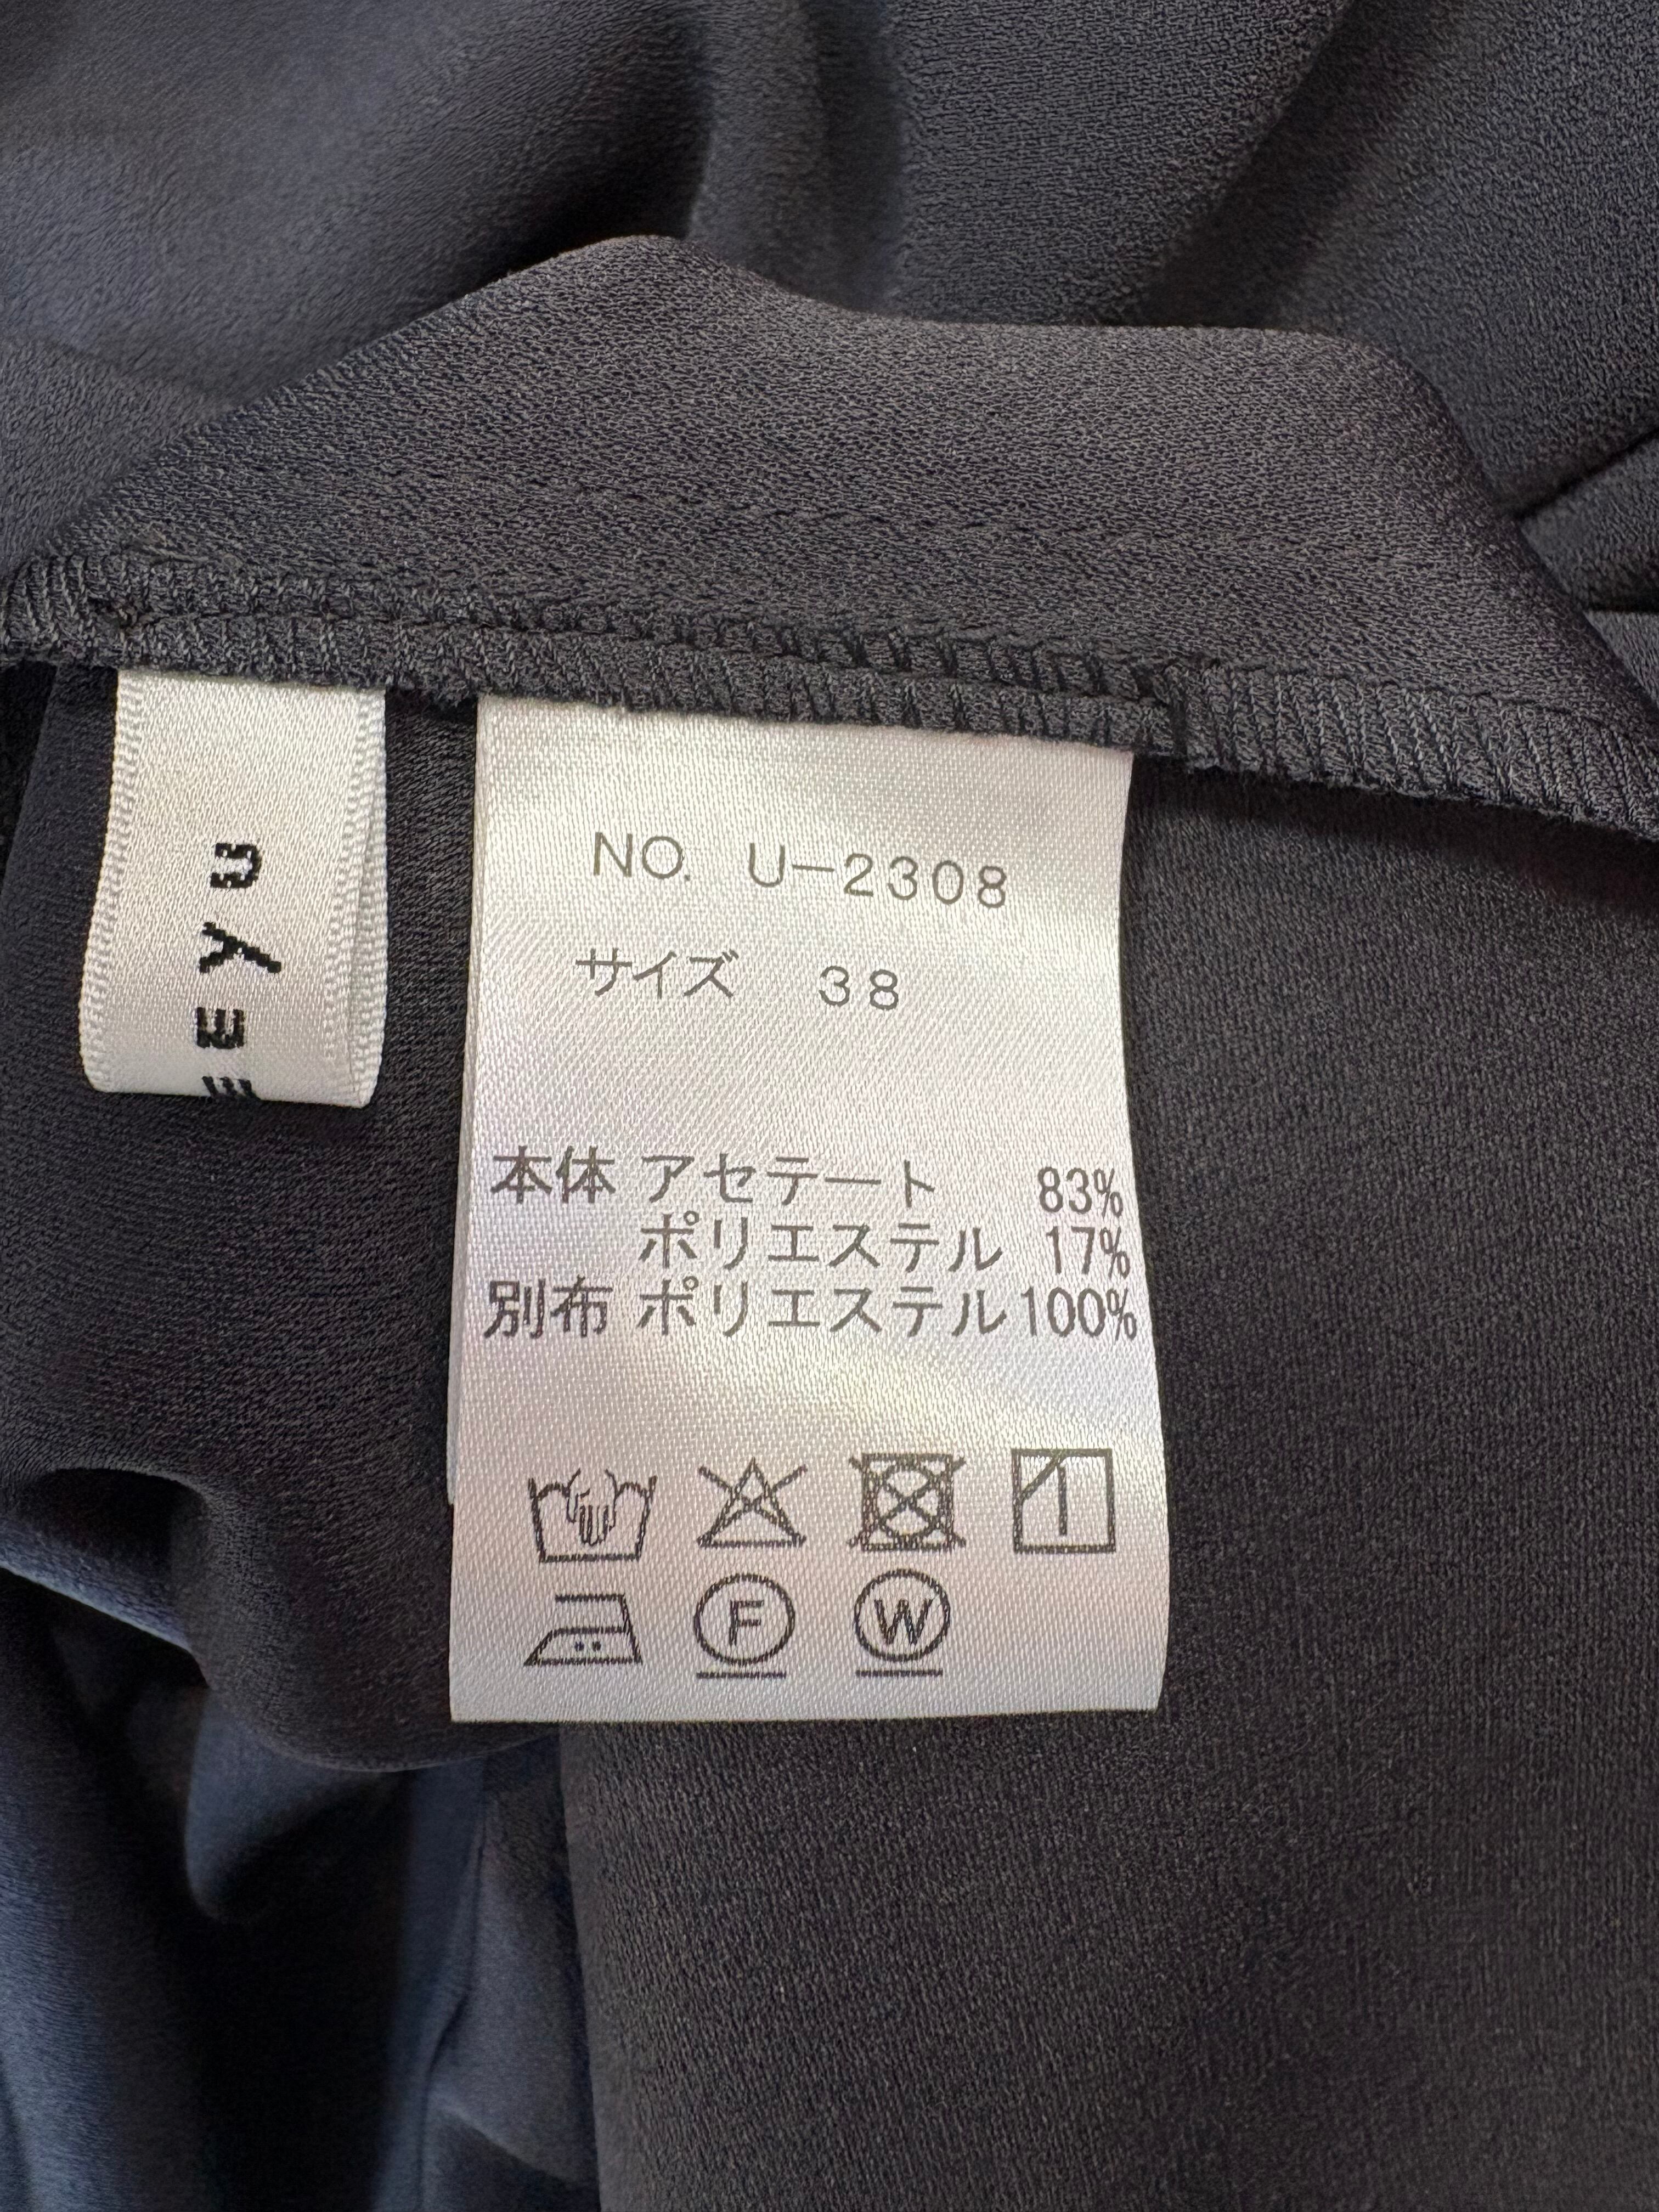 NO. U-2308
サイズ 38
本体 アセテート 83%
ポリエステル 17%
別布 ポリエステル 100%
F W